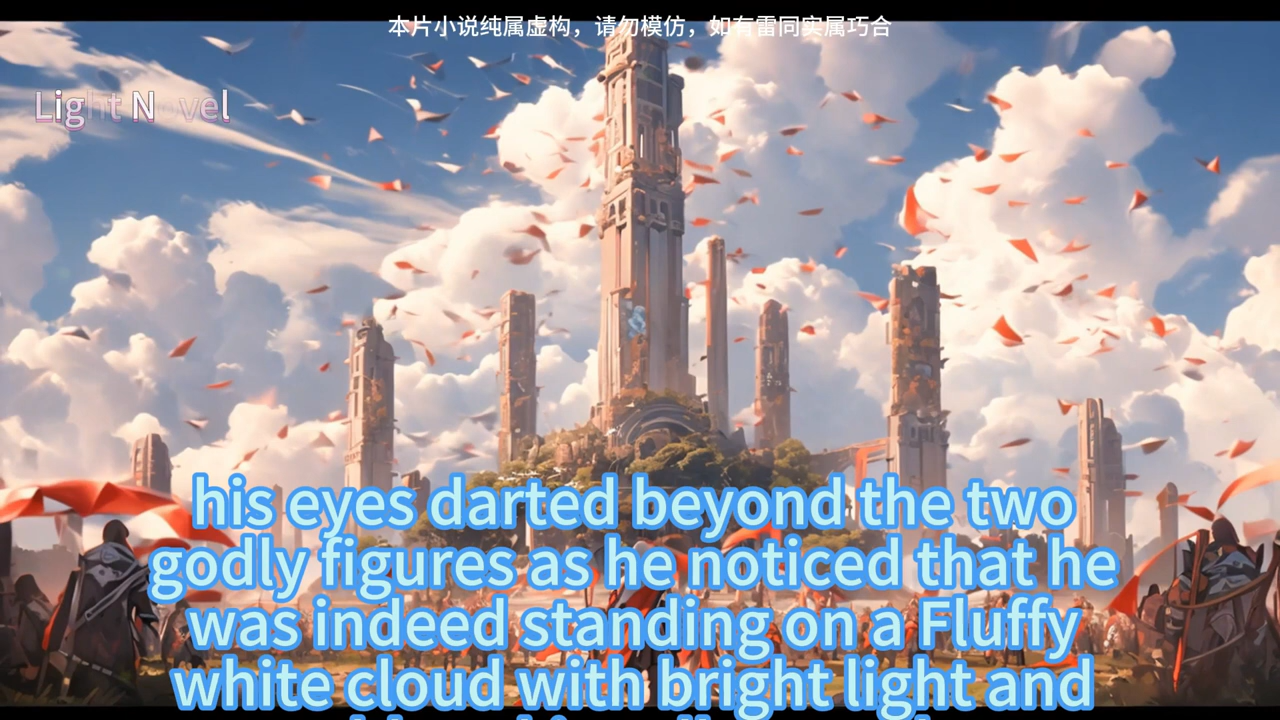 本片小说纯属虚构，请勿模仿，如有雷同实属巧合
Light Novel
his eyes darted beyond the two
godly figures as he noticed that he
was indeed standing on a Fluffy
white cloud with bright light and